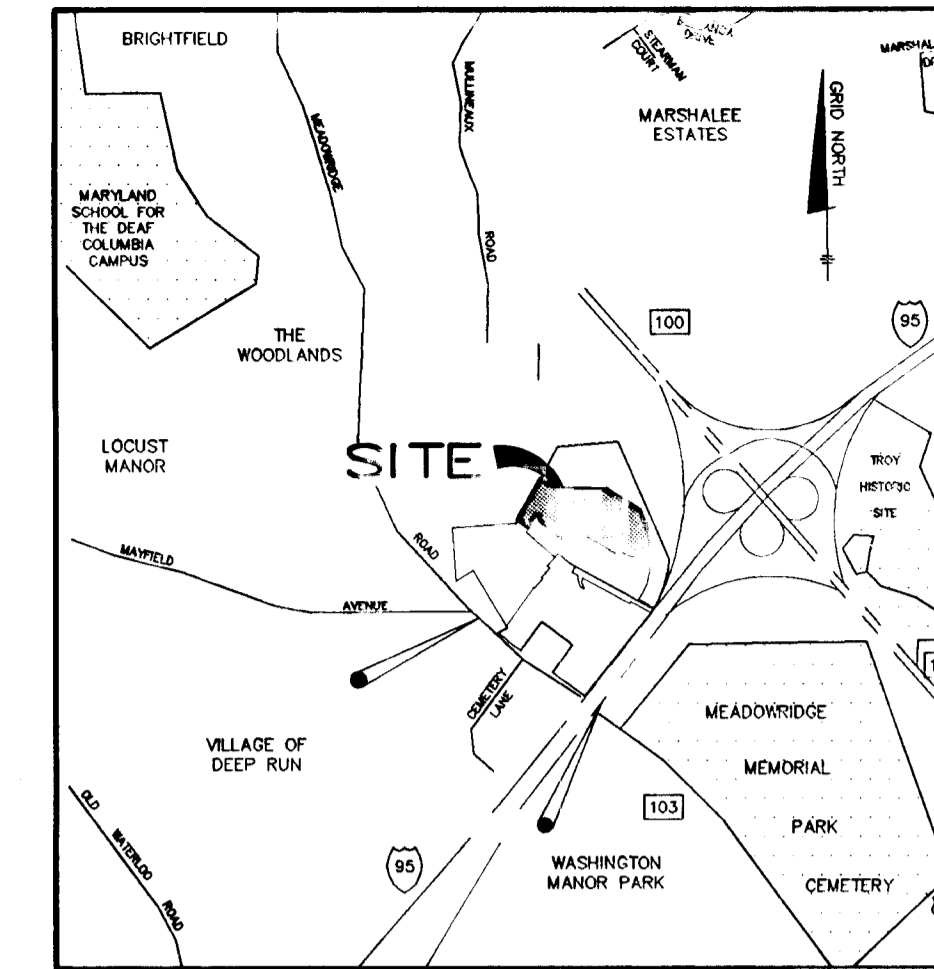 BRIGHTFIELD
DRIVE
STEARMAN
COURT
MULLINEAUX
ROAD
MEADOWRIDGE
ROAD
MARSHALEE
ESTATES
GRID NORTH
MARYLAND
SCHOOL FOR
THE DEAF
COLUMBIA
CAMPUS
100
95
THE
WOODLANDS
LOCUST
MANOR
SITE
TROY
HISTORIC
SITE
MAYFIELD
AVENUE
CEMETERY
LANE
VILLAGE OF
DEEP RUN
MEADOWRIDGE
MEMORIAL
PARK
CEMETERY
103
OLD
WATERLOO
ROAD
95
WASHINGTON
MANOR PARK